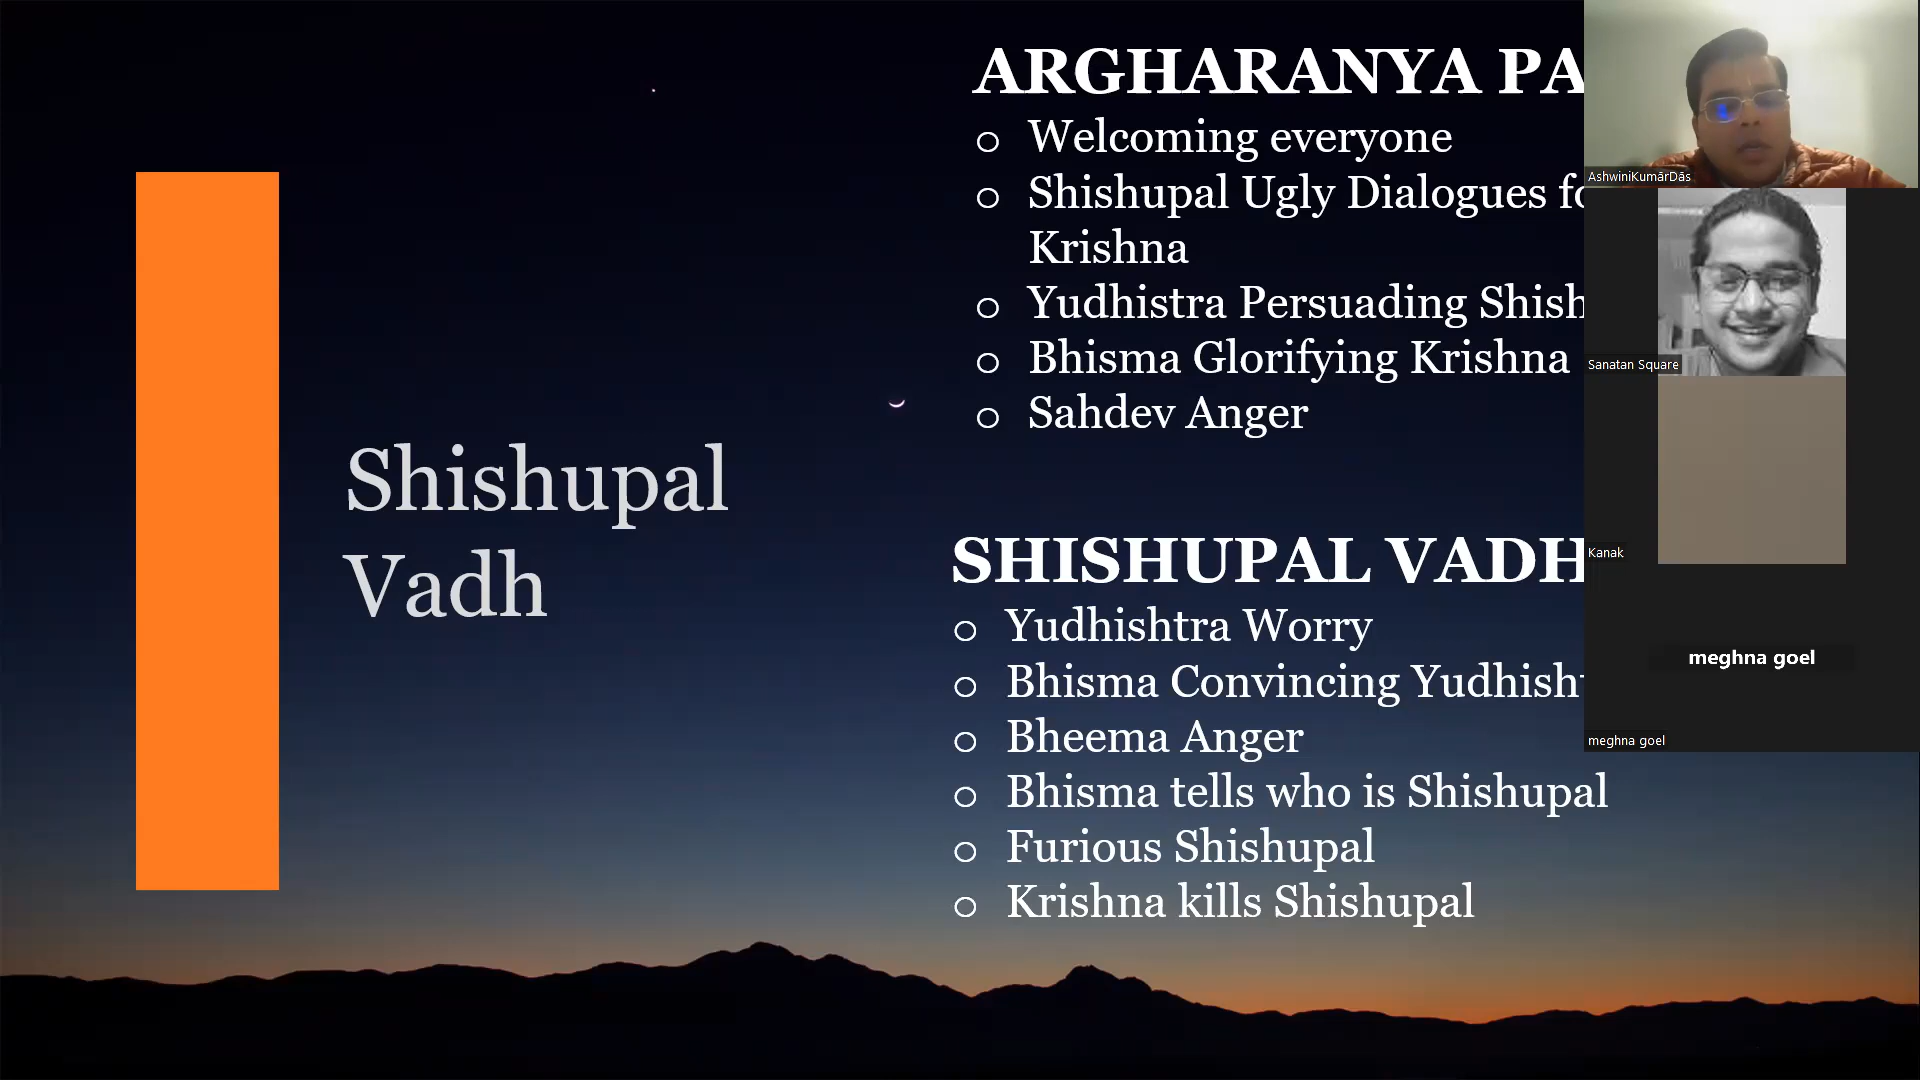 Shishupal
Vadh
ARGHARANYA PA
Welcoming everyone
Shishupal Ugly Dialogues fo
Krishna
Yudhistra Persuading Shish
Bhisma Glorifying Krishna
Sahdev Anger
SHISHUPAL VADH
Yudhishtra Worry
Bhisma Convincing Yudhisht
Bheema Anger
Bhisma tells who is Shishupal
Furious Shishupal
Krishna kills Shishupal
AshwiniKumārDās
Sanatan Square
Kanak
meghna goel
meghna goel